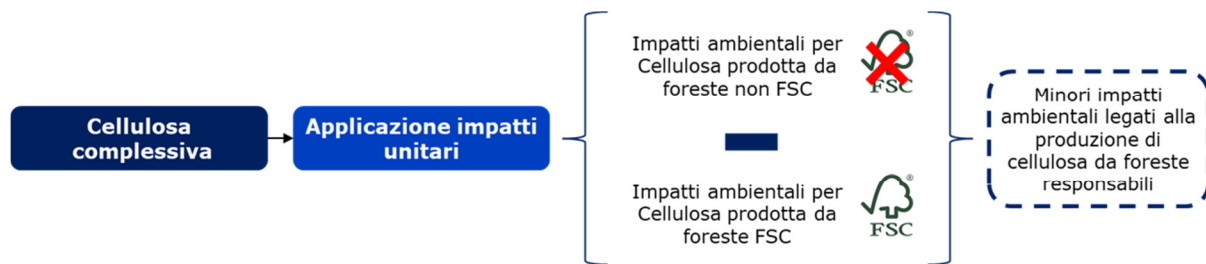 Cellulosa
complessiva
Applicazione impatti
unitari
Impatti ambientali per
Cellulosa prodotta da
foreste non FSC
®
FSC
Impatti ambientali per
Cellulosa prodotta da
foreste FSC
®
FSC
Minori impatti
ambientali legati alla
produzione di
cellulosa da foreste
responsabili